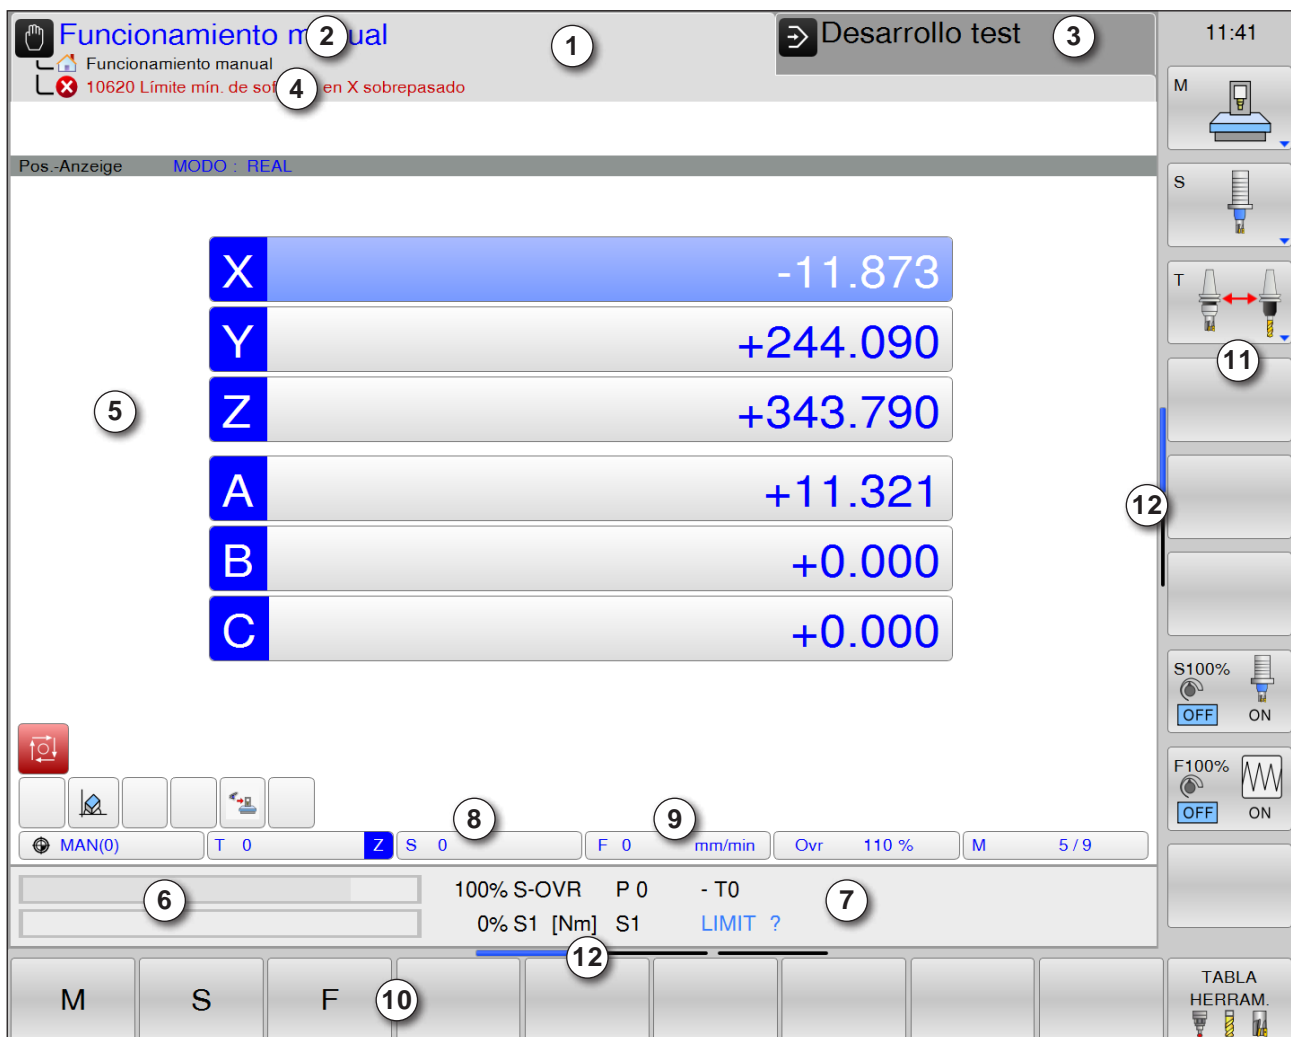 Funcionamiento m 2 ual
1
Desarrollo test 3
11:41
Funcionamiento manual
10620 Límite mín. de sof 4 en X sobrepasado
M
Pos.-Anzeige MODO : REAL
S
X -11.873
T
Y +244.090
11
5
Z +343.790
A +11.321
12
B +0.000
C +0.000
S100%
OFF ON
F100%
OFF ON
8
9
MAN(0) T 0 Z S 0 F 0 mm/min Ovr 110 % M 5 / 9
6
100% S-OVR P 0 - T0
7
0% S1 [Nm] S1 LIMIT ?
12
M S F 10
TABLA
HERRAM.